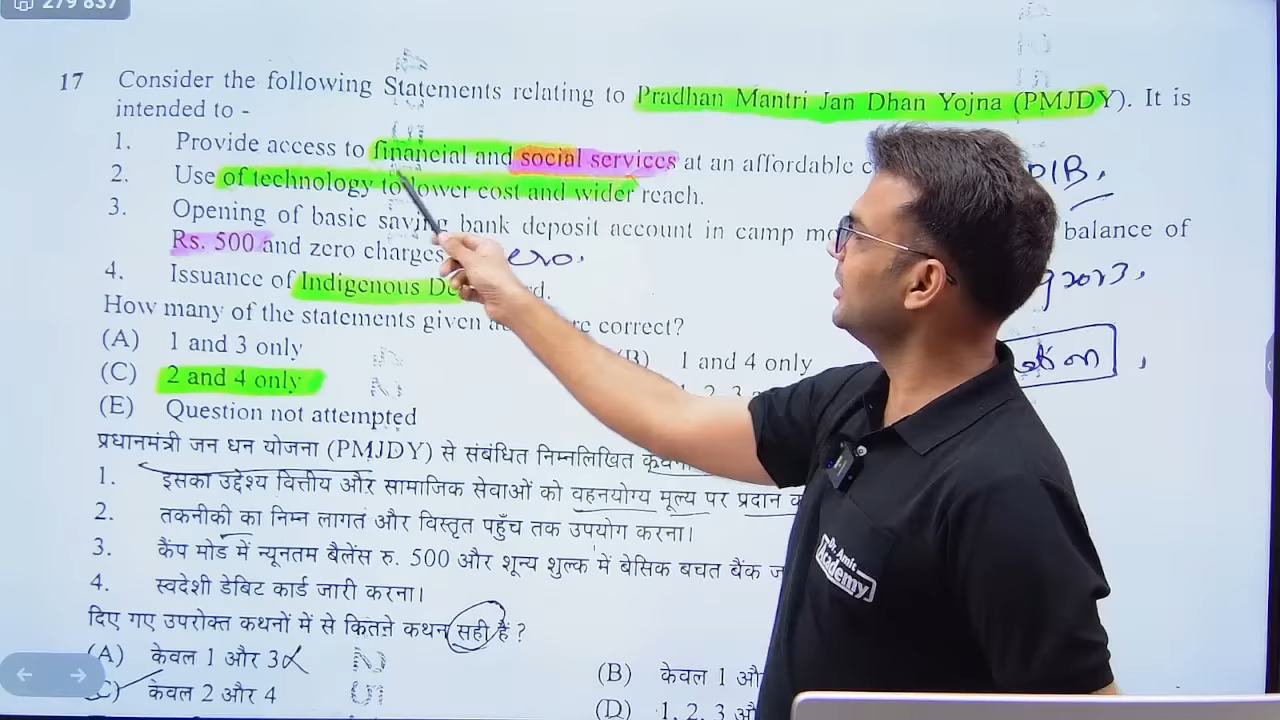 279 837
17 Consider the following Statements relating to Pradhan Mantri Jan Dhan Yojna (PMJDY). It is
intended to -
1. Provide access to financial and social services at an affordable
PIB.
2. Use of technology to lower cost and wider reach.
3. Opening of basic saving bank deposit account in camp balance of
Rs. 500 and zero charges
4. Issuance of Indigenous
How many of the statements given correct?
(A) 1 and 3 only
(B) 1 and 4 only
(C) 2 and 4 only
(E) Question not attempted
प्रधानमंत्री जन धन योजना (PMJDY) से संबंधित निम्नलिखित
1. इसका उद्देश्य वित्तीय और सामाजिक सेवाओं को वहनयोग्य मूल्य पर प्रदान
2. तकनीकी का निम्न लागत और विस्तृत पहुँच तक उपयोग करना।
3. कैंप मोड में न्यूनतम बैलेंस रु. 500 और शून्य शुल्क में बेसिक बचत बैंक
4. स्वदेशी डेबिट कार्ड जारी करना।
दिए गए उपरोक्त कथनों में से कितने कथन सही हैं ?
(A) केवल 1 और 3
(B) केवल 1
(C) केवल 2 और 4
(D) 1, 2, 3
Dr. Amit
Academy